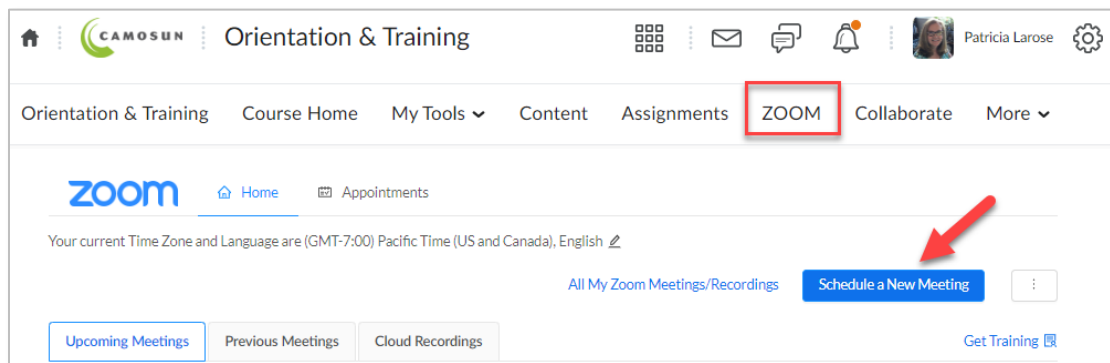 CAMOSUN Orientation & Training Patricia Larose
Orientation & Training Course Home My Tools Content Assignments ZOOM Collaborate More
zoom Home Appointments
Your current Time Zone and Language are (GMT-7:00) Pacific Time (US and Canada), English
All My Zoom Meetings/Recordings Schedule a New Meeting
Upcoming Meetings Previous Meetings Cloud Recordings Get Training